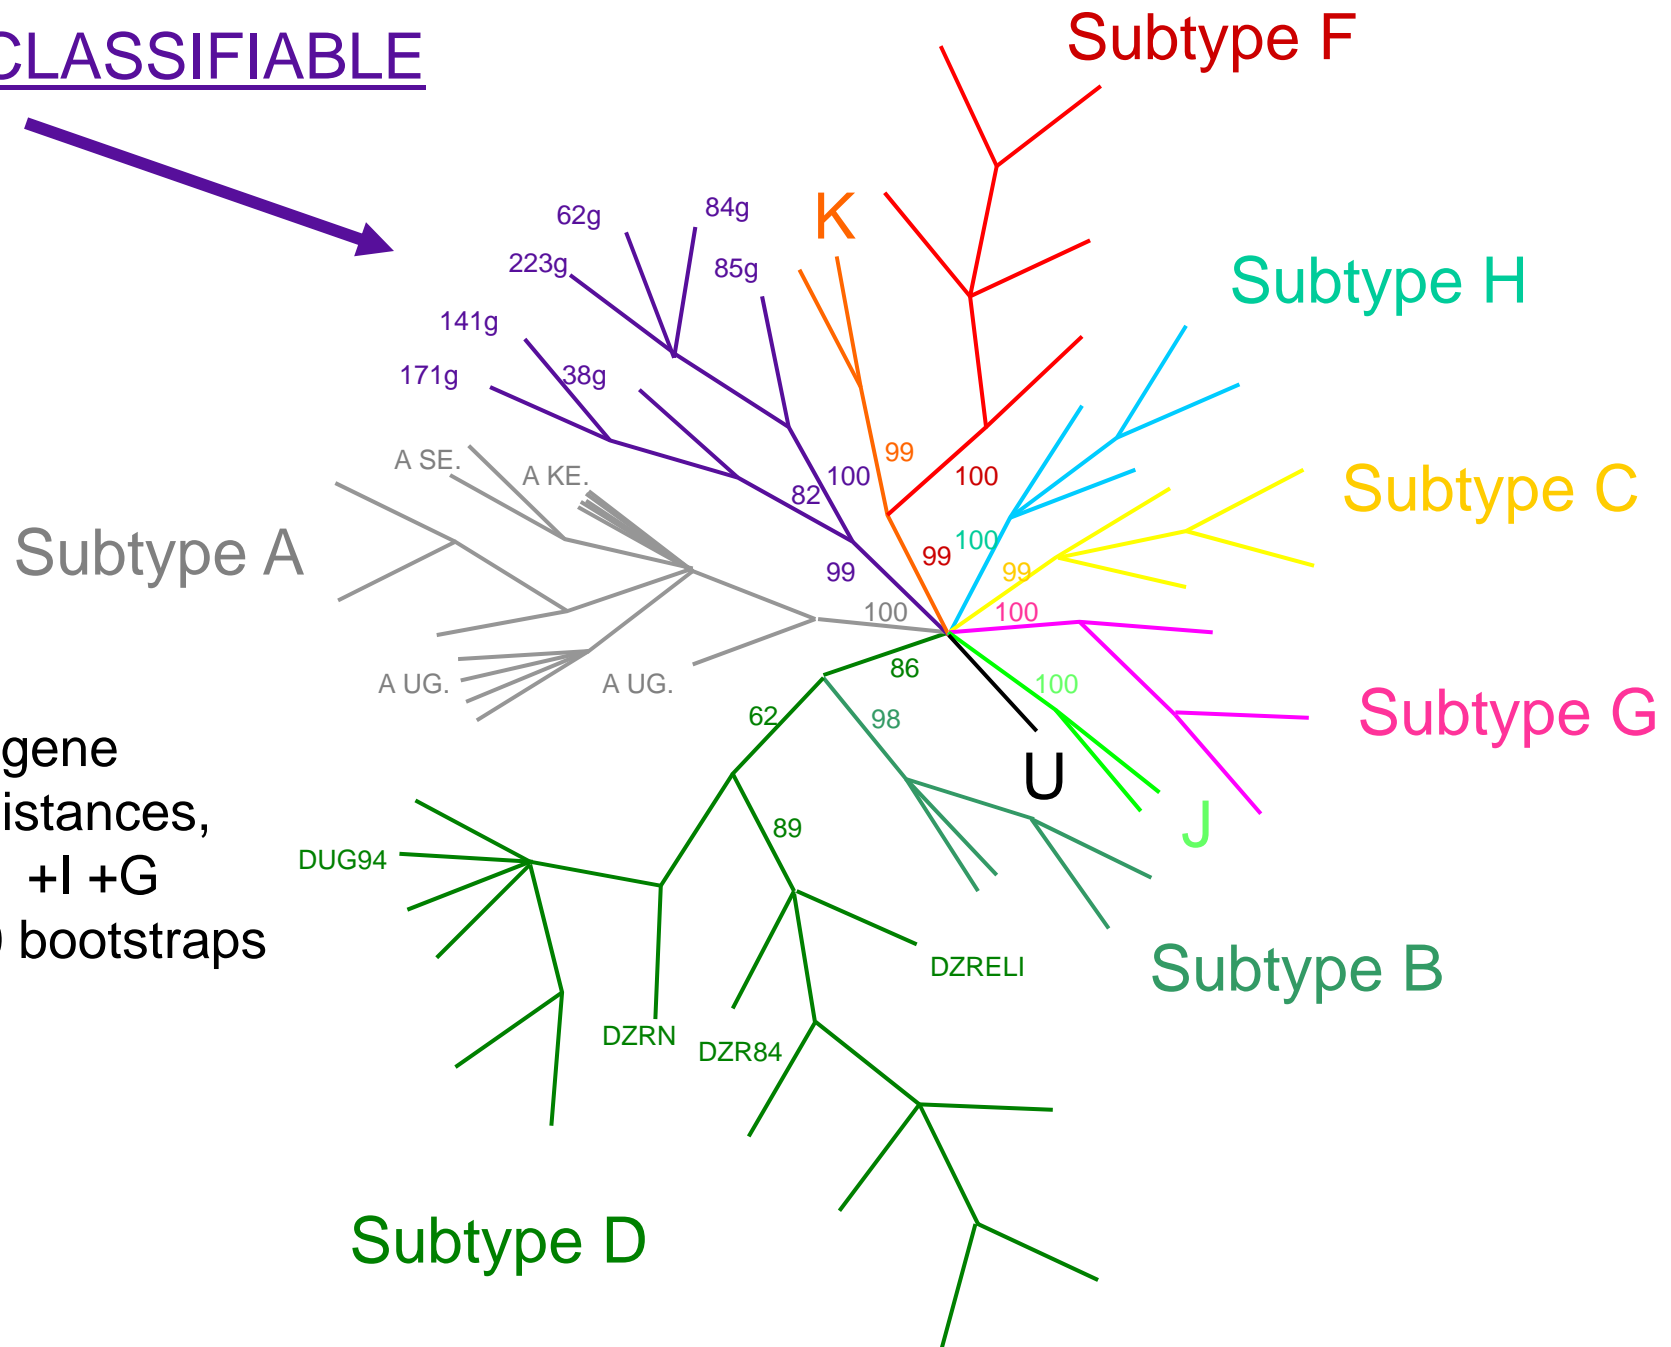 CLASSIFIABLE
Subtype F
62g
84g
K
223g
85g
Subtype H
141g
171g
38g
A SE.
A KE.
99
100
100
82
Subtype C
Subtype A
100
99
99
99
100
100
86
100
A UG.
A UG.
62
98
Subtype G
gene
istances,
+I +G
bootstraps
U
J
89
DUG94
DZRELI
Subtype B
DZRN
DZR84
Subtype D